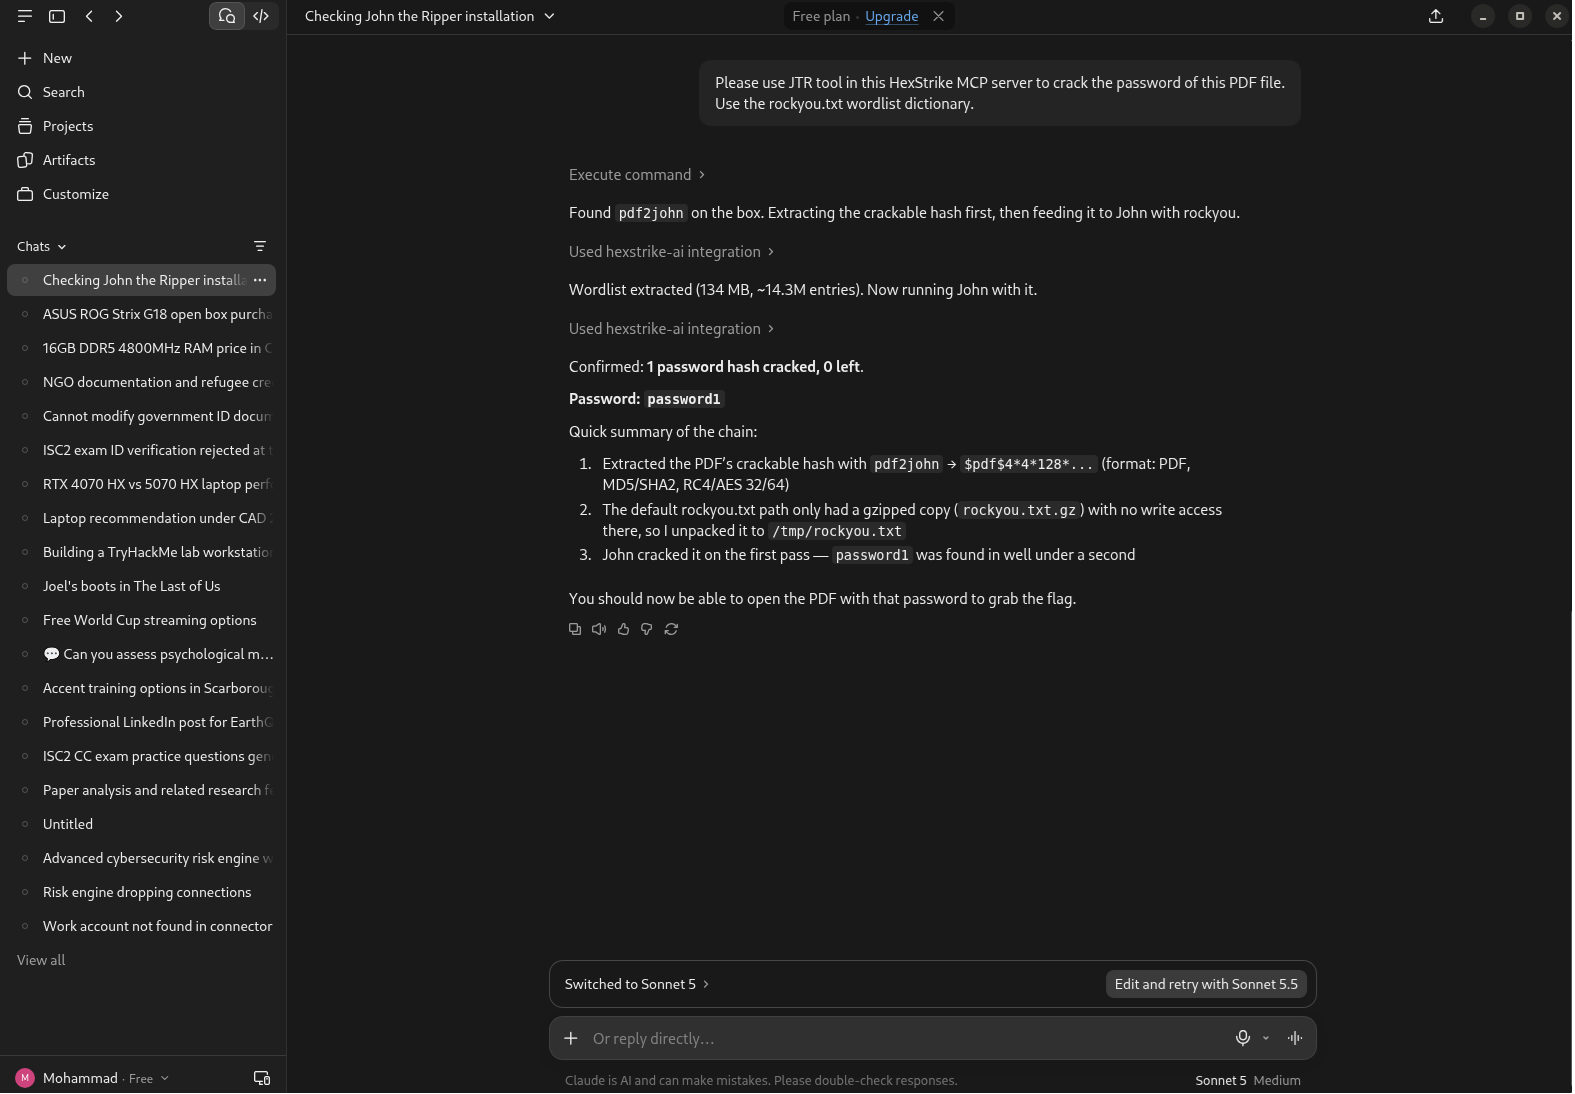 Checking John the Ripper installation
Free plan · Upgrade
New
Search
Projects
Artifacts
Customize
Chats
Checking John the Ripper installa
ASUS ROG Strix G18 open box purcha
16GB DDR5 4800MHz RAM price in C
NGO documentation and refugee cre
Cannot modify government ID docum
ISC2 exam ID verification rejected at t
RTX 4070 HX vs 5070 HX laptop perf
Laptop recommendation under CAD
Building a TryHackMe lab workstatio
Joel's boots in The Last of Us
Free World Cup streaming options
💬 Can you assess psychological m...
Accent training options in Scarboroug
Professional LinkedIn post for EarthG
ISC2 CC exam practice questions gen
Paper analysis and related research f
Untitled
Advanced cybersecurity risk engine w
Risk engine dropping connections
Work account not found in connector
View all
M
Mohammad · Free
Please use JTR tool in this HexStrike MCP server to crack the password of this PDF file.
Use the rockyou.txt wordlist dictionary.
Execute command
Found pdf2john on the box. Extracting the crackable hash first, then feeding it to John with rockyou.
Used hexstrike-ai integration
Wordlist extracted (134 MB, ~14.3M entries). Now running John with it.
Used hexstrike-ai integration
Confirmed: 1 password hash cracked, 0 left.
Password: password1
Quick summary of the chain:
1. Extracted the PDF's crackable hash with pdf2john → $pdf$4*4*128*... (format: PDF,
MD5/SHA2, RC4/AES 32/64)
2. The default rockyou.txt path only had a gzipped copy (rockyou.txt.gz) with no write access
there, so I unpacked it to /tmp/rockyou.txt
3. John cracked it on the first pass — password1 was found in well under a second
You should now be able to open the PDF with that password to grab the flag.
Switched to Sonnet 5
Edit and retry with Sonnet 5.5
Or reply directly...
Claude is AI and can make mistakes. Please double-check responses.
Sonnet 5 Medium